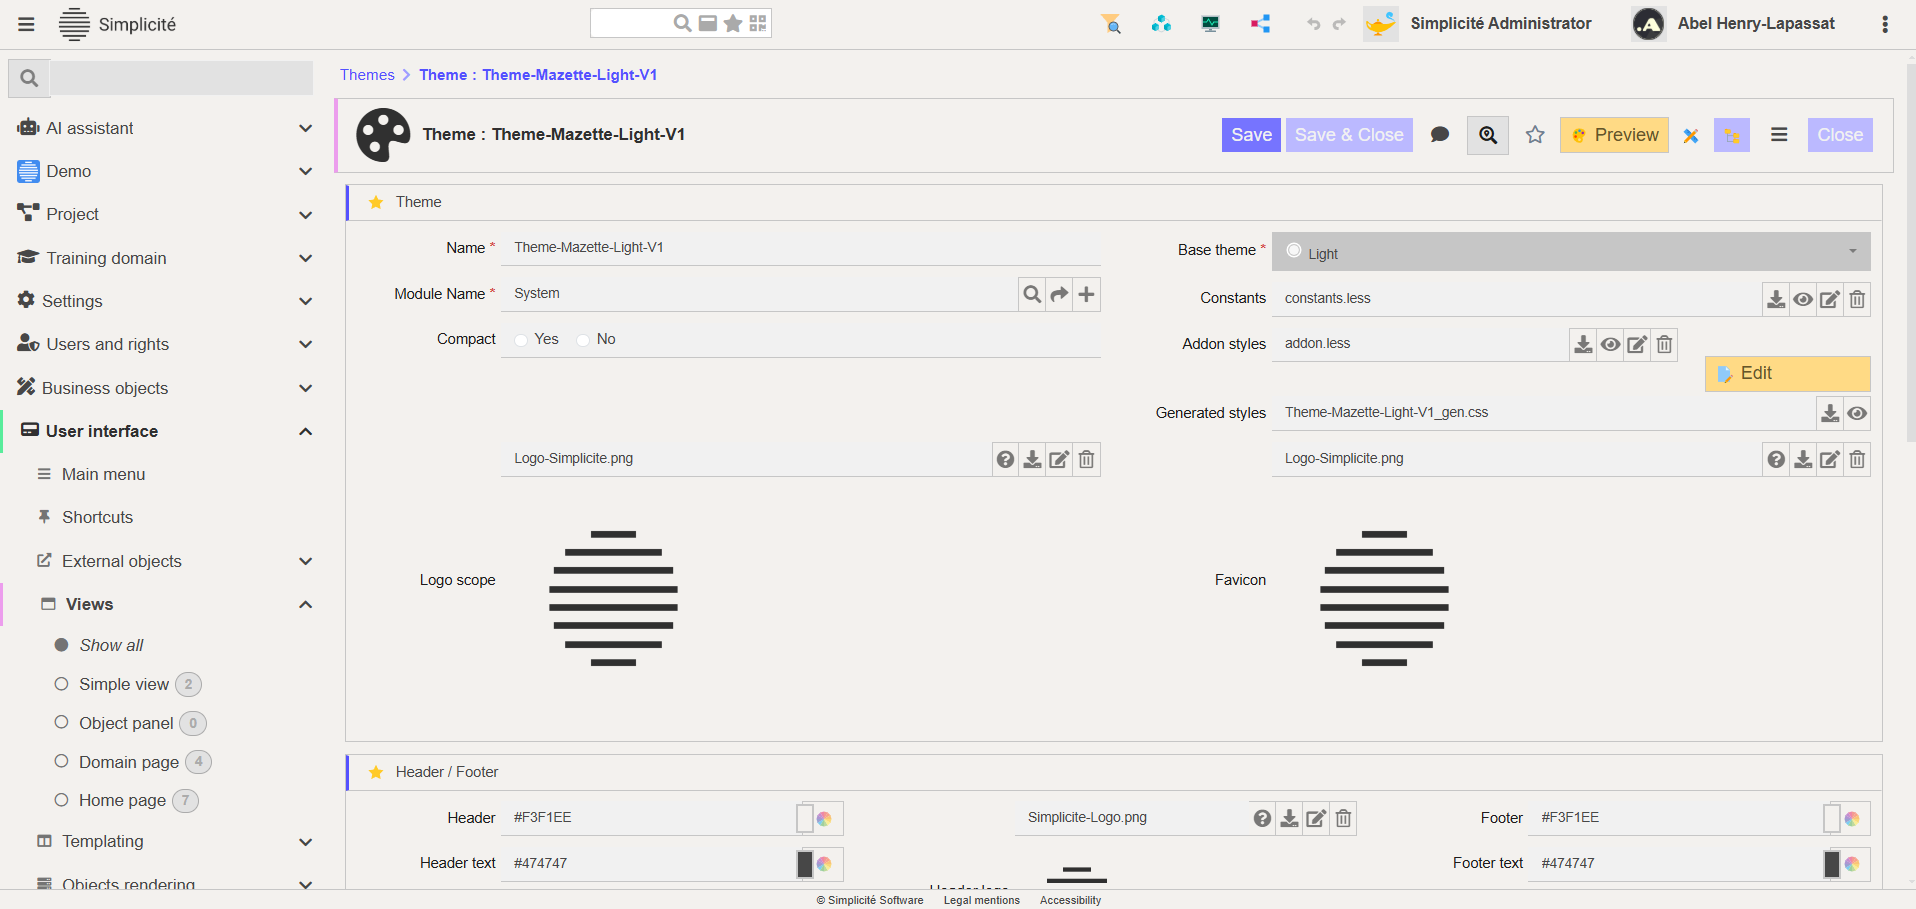 Simplicité
Simplicité Administrator
Abel Henry-Lapassat
AI assistant
Demo
Project
Training domain
Settings
Users and rights
Business objects
User interface
Main menu
Shortcuts
External objects
Views
Show all
Simple view 2
Object panel 0
Domain page 4
Home page 7
Templating
Objects rendering
Themes > Theme : Theme-Mazette-Light-V1
Theme : Theme-Mazette-Light-V1
Save Save & Close Preview Close
Theme
Name * Theme-Mazette-Light-V1
Base theme * Light
Module Name * System
Constants constants.less
Compact Yes No
Addon styles addon.less
Edit
Generated styles Theme-Mazette-Light-V1_gen.css
Logo-Simplicite.png
Logo scope
Logo-Simplicite.png
Favicon
Header / Footer
Header #F3F1EE
Simplicite-Logo.png
Footer #F3F1EE
Header text #474747
Footer text #474747
Header logo
© Simplicité Software Legal mentions Accessibility